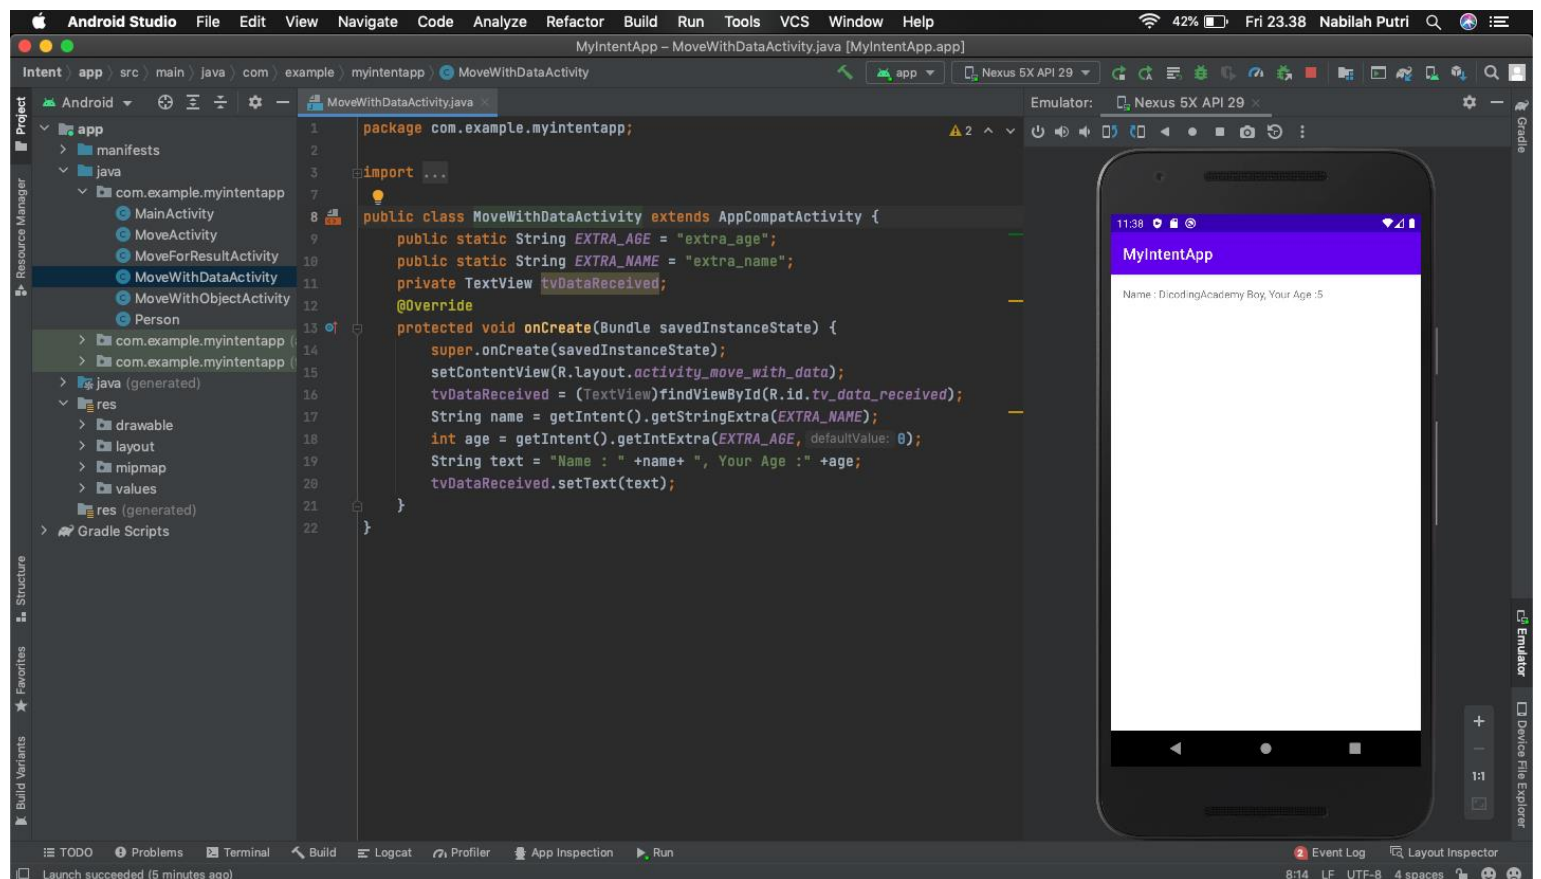 Android Studio File Edit View Navigate Code Analyze Refactor Build Run Tools VCS Window Help 42% Fri 23.38 Nabilah Putri
MyIntentApp – MoveWithDataActivity.java [MyIntentApp.app]
Intent app src main java com example myintentapp MoveWithDataActivity app Nexus 5X API 29
Project
Resource Manager
Structure
Favorites
Build Variants
Android
app
manifests
java
com.example.myintentapp
MainActivity
MoveActivity
MoveForResultActivity
MoveWithDataActivity
MoveWithObjectActivity
Person
com.example.myintentapp (
com.example.myintentapp (
java (generated)
res
drawable
layout
mipmap
values
res (generated)
Gradle Scripts
MoveWithDataActivity.java
2
1 package com.example.myintentapp;
2
3 import ...
7
8 public class MoveWithDataActivity extends AppCompatActivity {
9 public static String EXTRA_AGE = "extra_age";
10 public static String EXTRA_NAME = "extra_name";
11 private TextView tvDataReceived;
12 @Override
13 protected void onCreate(Bundle savedInstanceState) {
14 super.onCreate(savedInstanceState);
15 setContentView(R.layout.activity_move_with_data);
16 tvDataReceived = (TextView)findViewById(R.id.tv_data_received);
17 String name = getIntent().getStringExtra(EXTRA_NAME);
18 int age = getIntent().getIntExtra(EXTRA_AGE, defaultValue: 0);
19 String text = "Name : " +name+ ", Your Age :" +age;
20 tvDataReceived.setText(text);
21 }
22 }
Emulator: Nexus 5X API 29
11:38
MyIntentApp
Name : DicodingAcademy Boy, Your Age :5
1:1
Gradle
Emulator
Device File Explorer
TODO Problems Terminal Build Logcat Profiler App Inspection Run 2 Event Log Layout Inspector
Launch succeeded (5 minutes ago) 8:14 LF UTF-8 4 spaces